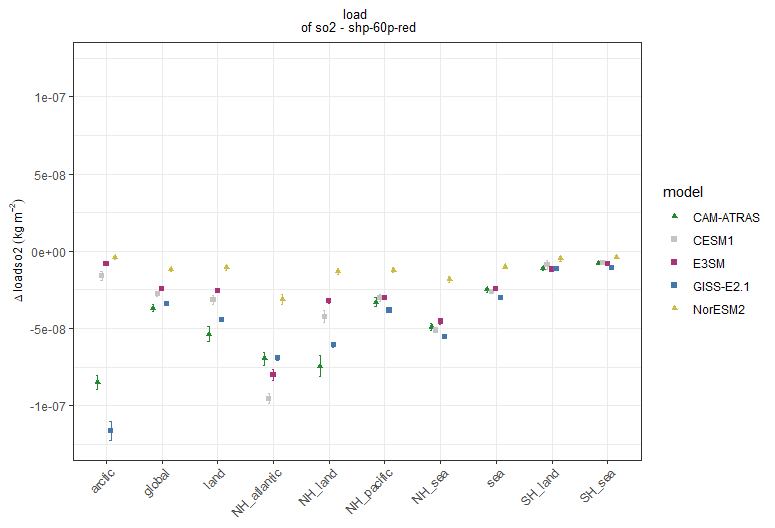 load
of so2 - shp-60p-red
Δ loadso2 (kg m⁻²)
1e-07
5e-08
0e+00
-5e-08
-1e-07
arctic
global
land
NH_atlantic
NH_land
NH_pacific
NH_sea
sea
SH_land
SH_sea
model
CAM-ATRAS
CESM1
E3SM
GISS-E2.1
NorESM2